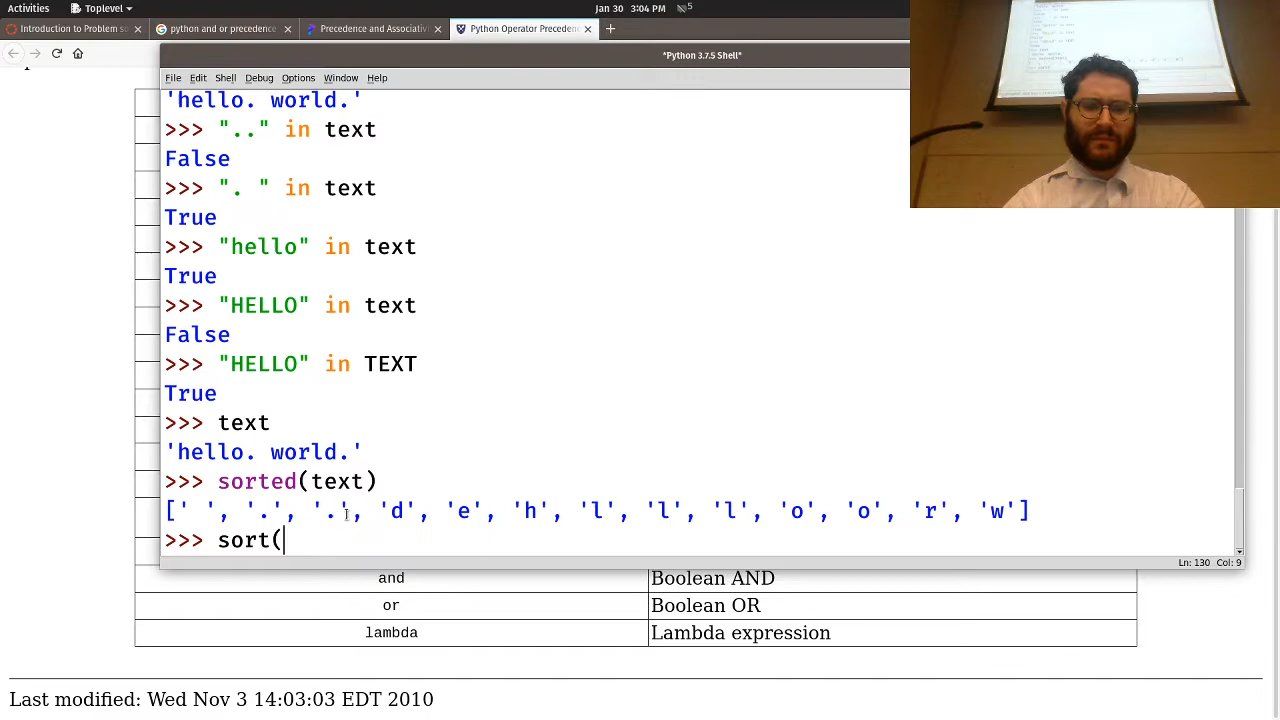 Activities
Toplevel
Jan 30 3:04 PM
5
Introduction to Problem so
python and or precedence
Precedence and Associativ
Python Operator Precedenc
*Python 3.7.5 Shell*
File Edit Shell Debug Options Window Help
'hello. world.'
>>> ".." in text
False
>>> ". " in text
True
>>> "hello" in text
True
>>> "HELLO" in text
False
>>> "HELLO" in TEXT
True
>>> text
'hello. world.'
>>> sorted(text)
[' ', '.', '.', 'd', 'e', 'h', 'l', 'l', 'l', 'o', 'o', 'r', 'w']
>>> sort(
Ln: 130 Col: 9
and Boolean AND
or Boolean OR
lambda Lambda expression
Last modified: Wed Nov 3 14:03:03 EDT 2010